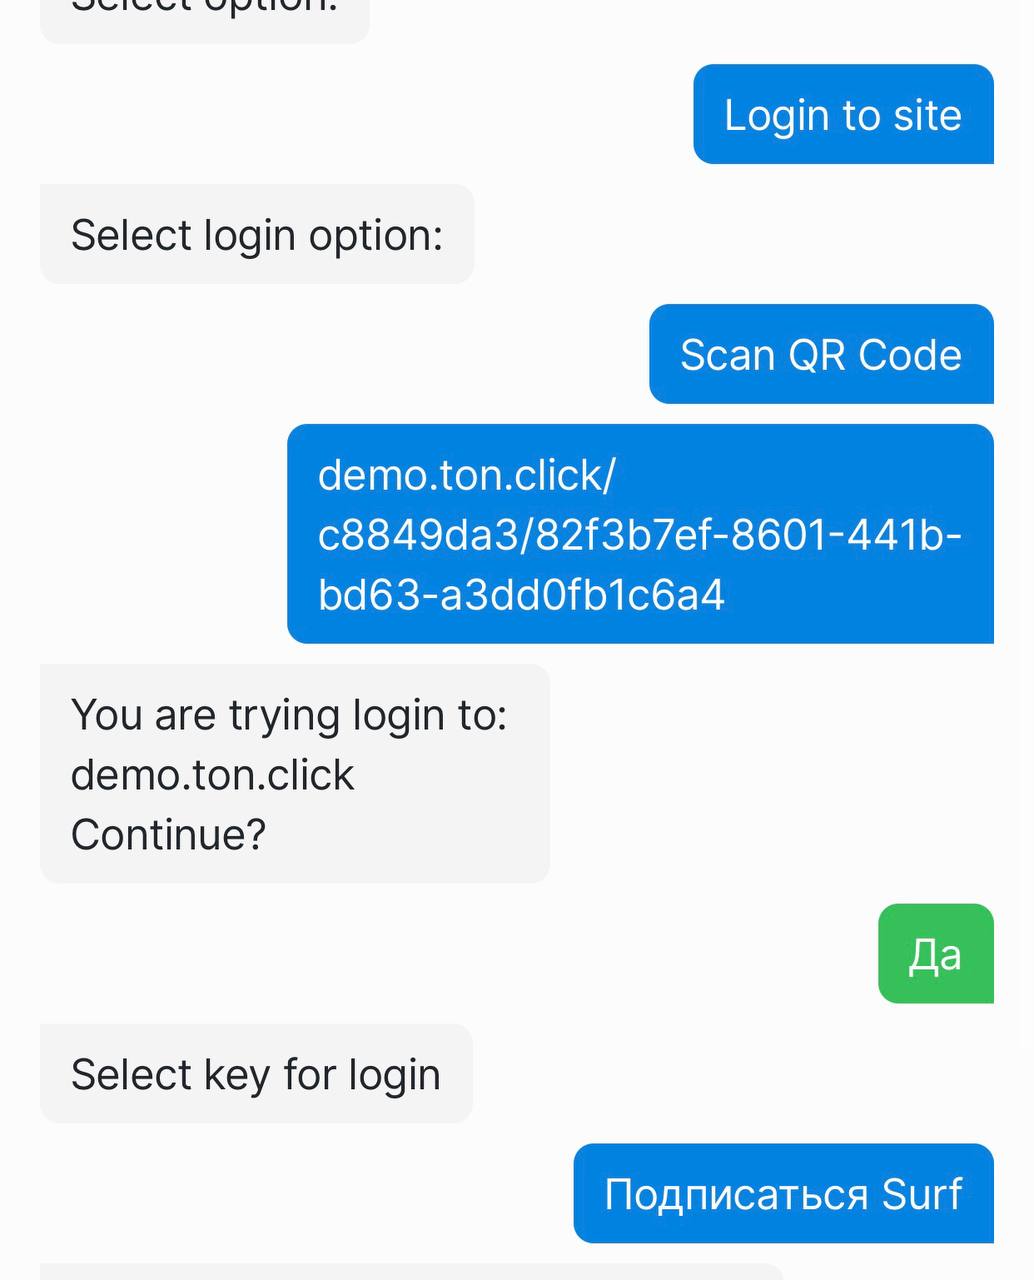 Select option:
Login to site
Select login option:
Scan QR Code
demo.ton.click/
c8849da3/82f3b7ef-8601-441b-
bd63-a3dd0fb1c6a4
You are trying login to:
demo.ton.click
Continue?
Да
Select key for login
Подписаться Surf